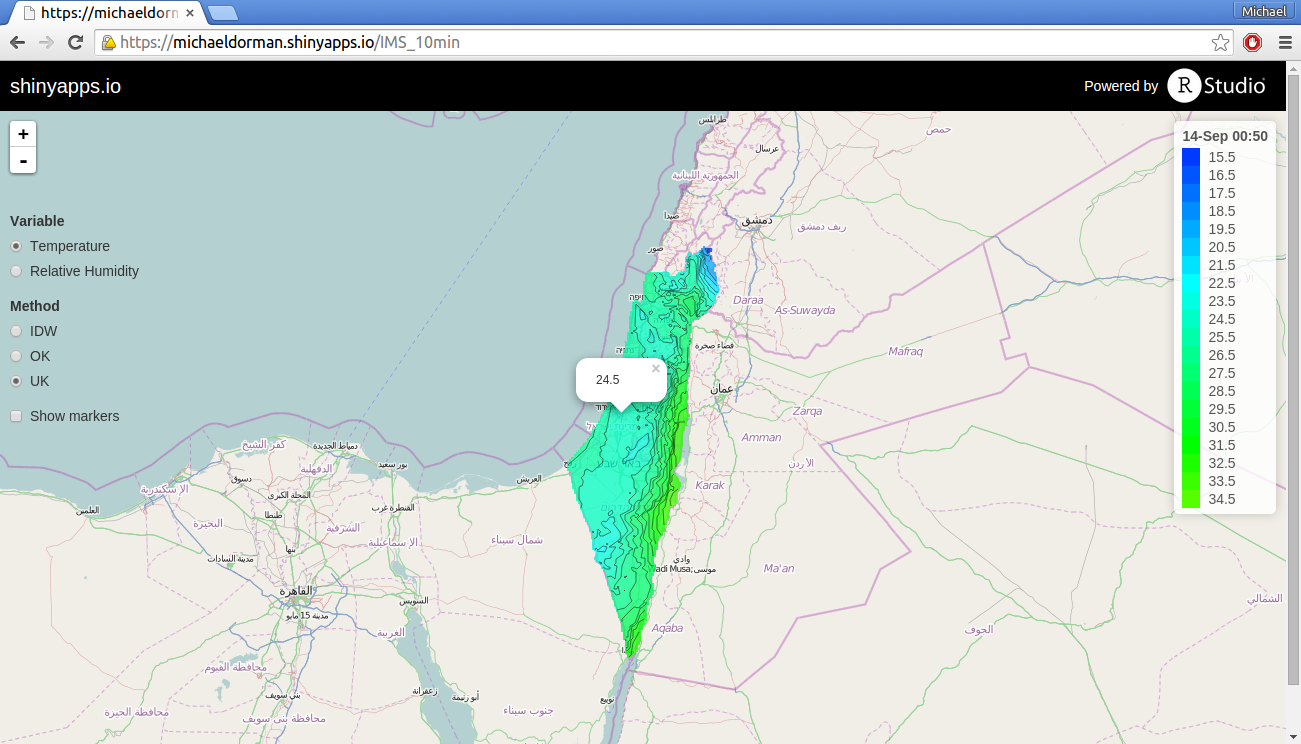 https://michaeldorm
×
Michael
https://michaeldorman.shinyapps.io/IMS_10min
shinyapps.io
Powered by
R Studio
+
-
Variable
Temperature
Relative Humidity
Method
IDW
OK
UK
Show markers
14-Sep 00:50
15.5
16.5
17.5
18.5
19.5
20.5
21.5
22.5
23.5
24.5
25.5
26.5
27.5
28.5
29.5
30.5
31.5
32.5
33.5
34.5
24.5
×
طرابلس
حمص
عرسال
الجمهورية اللبنانية
صيدا
دمشق
ريف دمشق
صور
Daraa
As-Suwayda
قضاء صخرة
Mafraq
عمان
Zarqa
Amman
الأردن
Karak
كفر الشيخ
دمياط الجديدة
الدقهلية
بور سعيد
دسوق
العريش
الإسكندرية
المحلة الكبرى
العلمين
طنطا
القنطرة غرب
البحيرة
الشرقية
الإسماعيلية
شمال سيناء
بنها
مدينة السادات
وادي
موسى
adi Musa;
Ma'an
القاهرة
السويس
مدينة 15 مايو
الشمالي
العربية
Aqaba
الجوف
محافظة الفيوم
زعفرانة
أبو زنيمة
نويبع
بني سويف
محافظة الجيزة
محافظة بنى سويف
جنوب سيناء